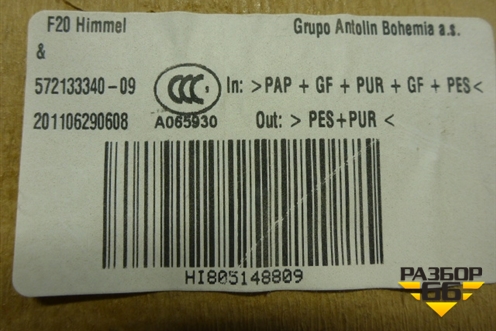 F20 Himmel Grupo Antolin Bohemia a.s.
&
572133340-09 CCC S In: >PAP + GF + PUR + GF + PES<
201106290608 A065930 Out: > PES+PUR <
HI805148809
РАЗБОР
66